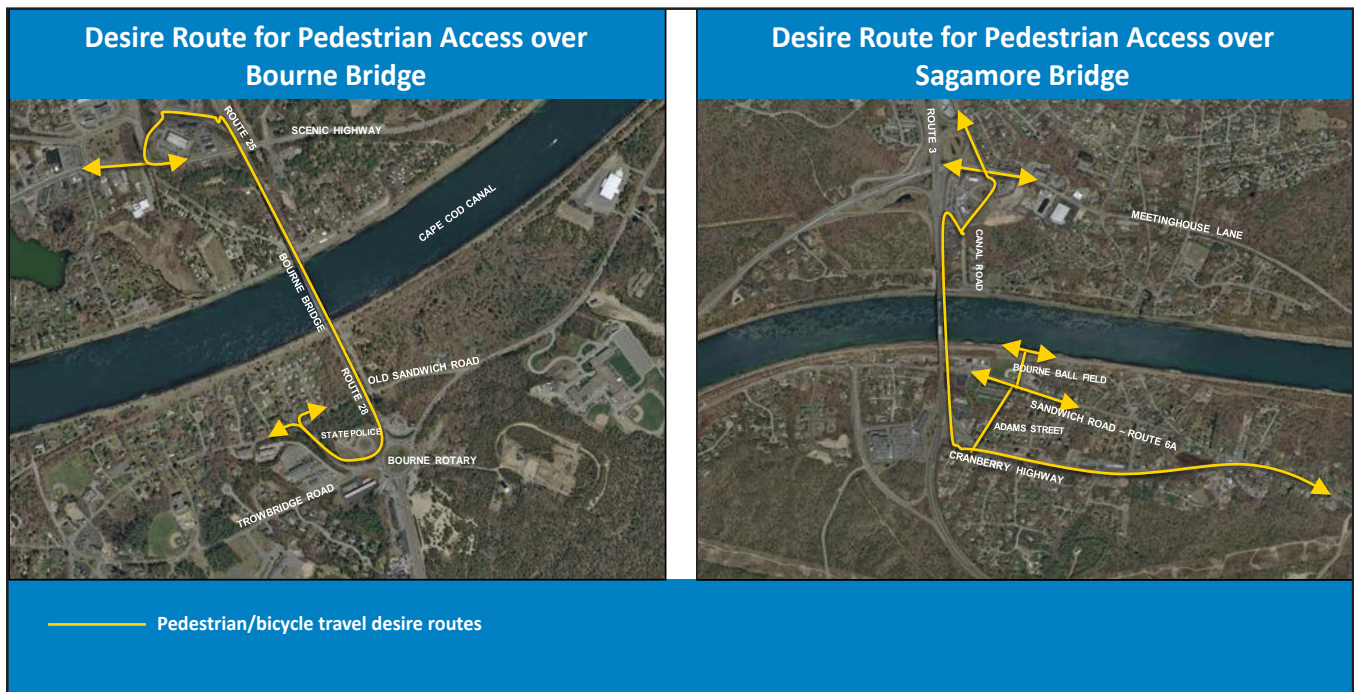 Desire Route for Pedestrian Access over
Bourne Bridge
ROUTE 25
SCENIC HIGHWAY
CAPE COD CANAL
BOURNE BRIDGE
OLD SANDWICH ROAD
ROUTE 28
STATE POLICE
BOURNE ROTARY
TROWBRIDGE ROAD
Desire Route for Pedestrian Access over
Sagamore Bridge
ROUTE 3
MEETINGHOUSE LANE
CANAL ROAD
BOURNE BALL FIELD
SANDWICH ROAD – ROUTE 6A
ADAMS STREET
CRANBERRY HIGHWAY
Pedestrian/bicycle travel desire routes